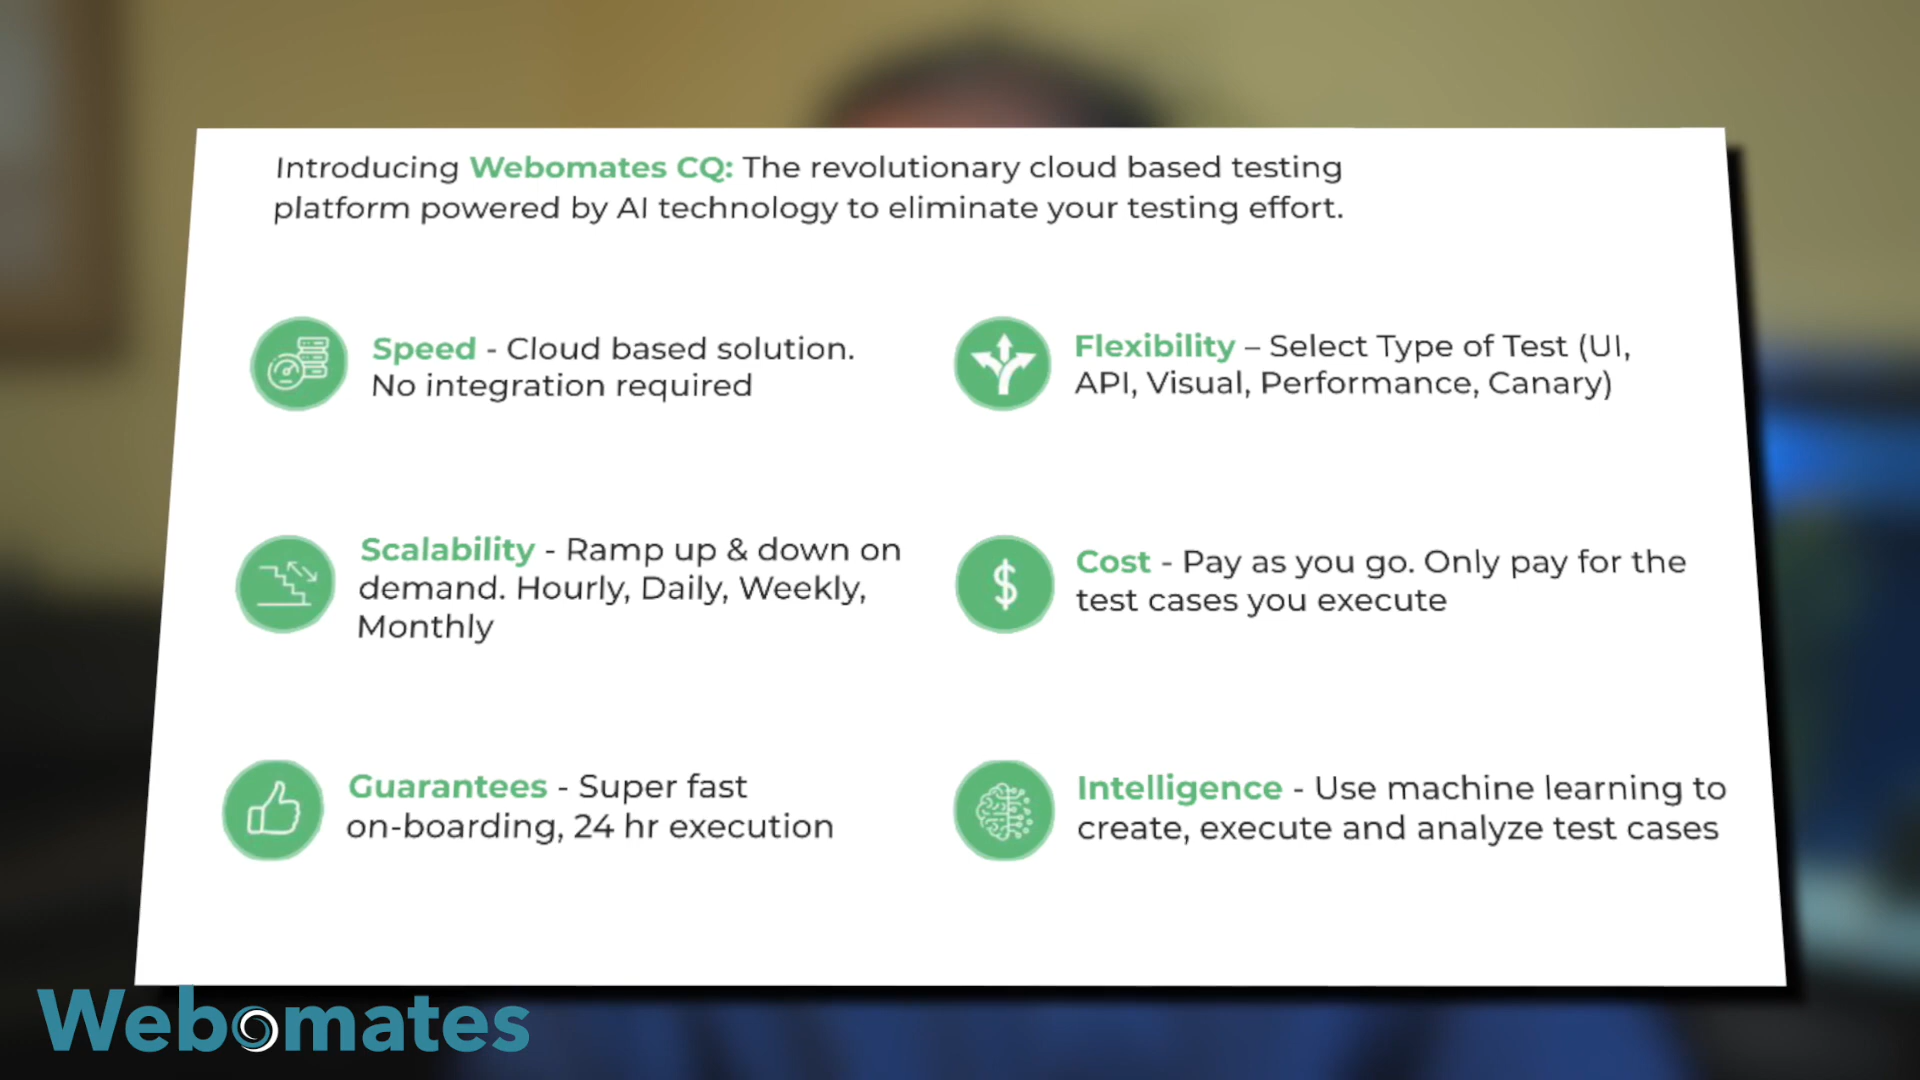 Introducing Webomates CQ: The revolutionary cloud based testing
platform powered by AI technology to eliminate your testing effort.
Speed - Cloud based solution.
No integration required
Flexibility – Select Type of Test (UI,
API, Visual, Performance, Canary)
Scalability - Ramp up & down on
demand. Hourly, Daily, Weekly,
Monthly
Cost - Pay as you go. Only pay for the
test cases you execute
Guarantees - Super fast
on-boarding, 24 hr execution
Intelligence - Use machine learning to
create, execute and analyze test cases
Webomates